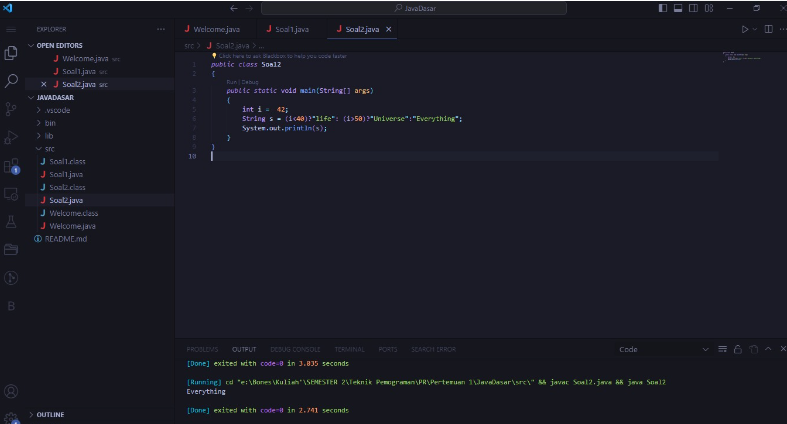 JavaDasar
EXPLORER
OPEN EDITORS
Welcome.java src
Soal1.java src
Soal2.java src
JAVADASAR
.vscode
bin
lib
src
Soal1.class
Soal1.java
Soal2.class
Soal2.java
Welcome.class
Welcome.java
README.md
OUTLINE
Welcome.java Soal1.java Soal2.java
src > Soal2.java > ...
Click here to ask Blackbox to help you code faster
1 public class Soal2
2 {
Run | Debug
3 public static void main(String[] args)
4 {
5 int i = 42;
6 String s = (i<40)?"life": (i>50)?"Universe":"Everything";
7 System.out.println(s);
8 }
9 }
10
PROBLEMS OUTPUT DEBUG CONSOLE TERMINAL PORTS SEARCH ERROR Code
[Done] exited with code=0 in 3.035 seconds
[Running] cd "e:\Bones\Kuliah'\SEMESTER 2\Teknik Pemograman\PR\Pertemuan 1\JavaDasar\src\" && javac Soal2.java && java Soal2
Everything
[Done] exited with code=0 in 2.741 seconds